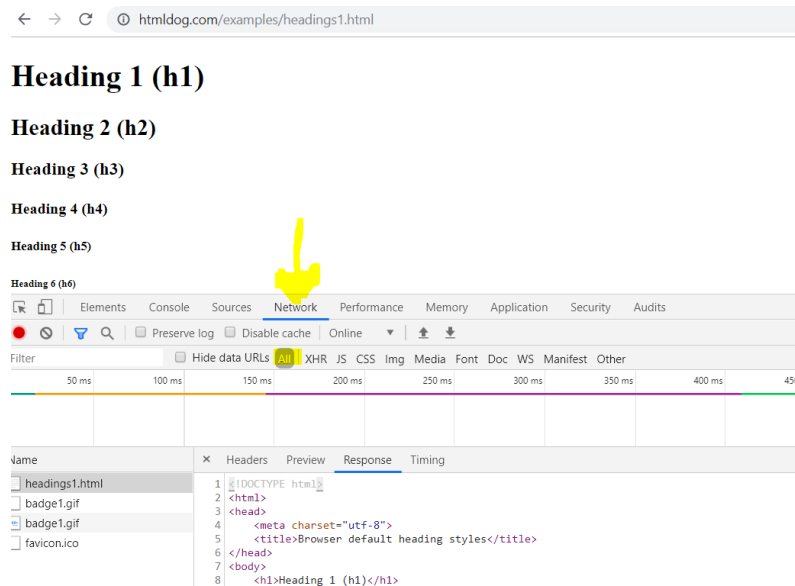 htmldog.com/examples/headings1.html
Heading 1 (h1)
Heading 2 (h2)
Heading 3 (h3)
Heading 4 (h4)
Heading 5 (h5)
Heading 6 (h6)
Elements Console Sources Network Performance Memory Application Security Audits
Preserve log Disable cache Online
Filter Hide data URLs All XHR JS CSS Img Media Font Doc WS Manifest Other
50 ms 100 ms 150 ms 200 ms 250 ms 300 ms 350 ms 400 ms 45
Name × Headers Preview Response Timing
headings1.html
badge1.gif
badge1.gif
favicon.ico
1 <!DOCTYPE html>
2 <html>
3 <head>
4 <meta charset="utf-8">
5 <title>Browser default heading styles</title>
6 </head>
7 <body>
8 <h1>Heading 1 (h1)</h1>